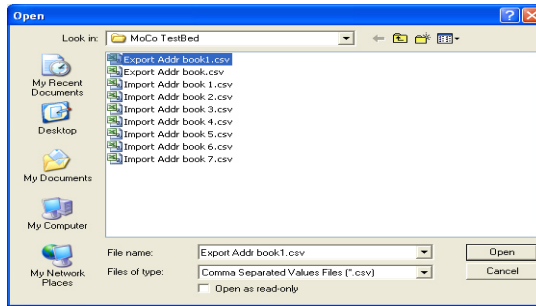 Open
Look in: MoCo TestBed
My Recent
Documents
Desktop
My Documents
My Computer
My Network
Places
Export Addr book1.csv
Export Addr book.csv
Import Addr book 1.csv
Import Addr book 2.csv
Import Addr book 3.csv
Import Addr book 4.csv
Import Addr book 5.csv
Import Addr book 6.csv
Import Addr book 7.csv
File name: Export Addr book1.csv Open
Files of type: Comma Separated Values Files (*.csv) Cancel
Open as read-only